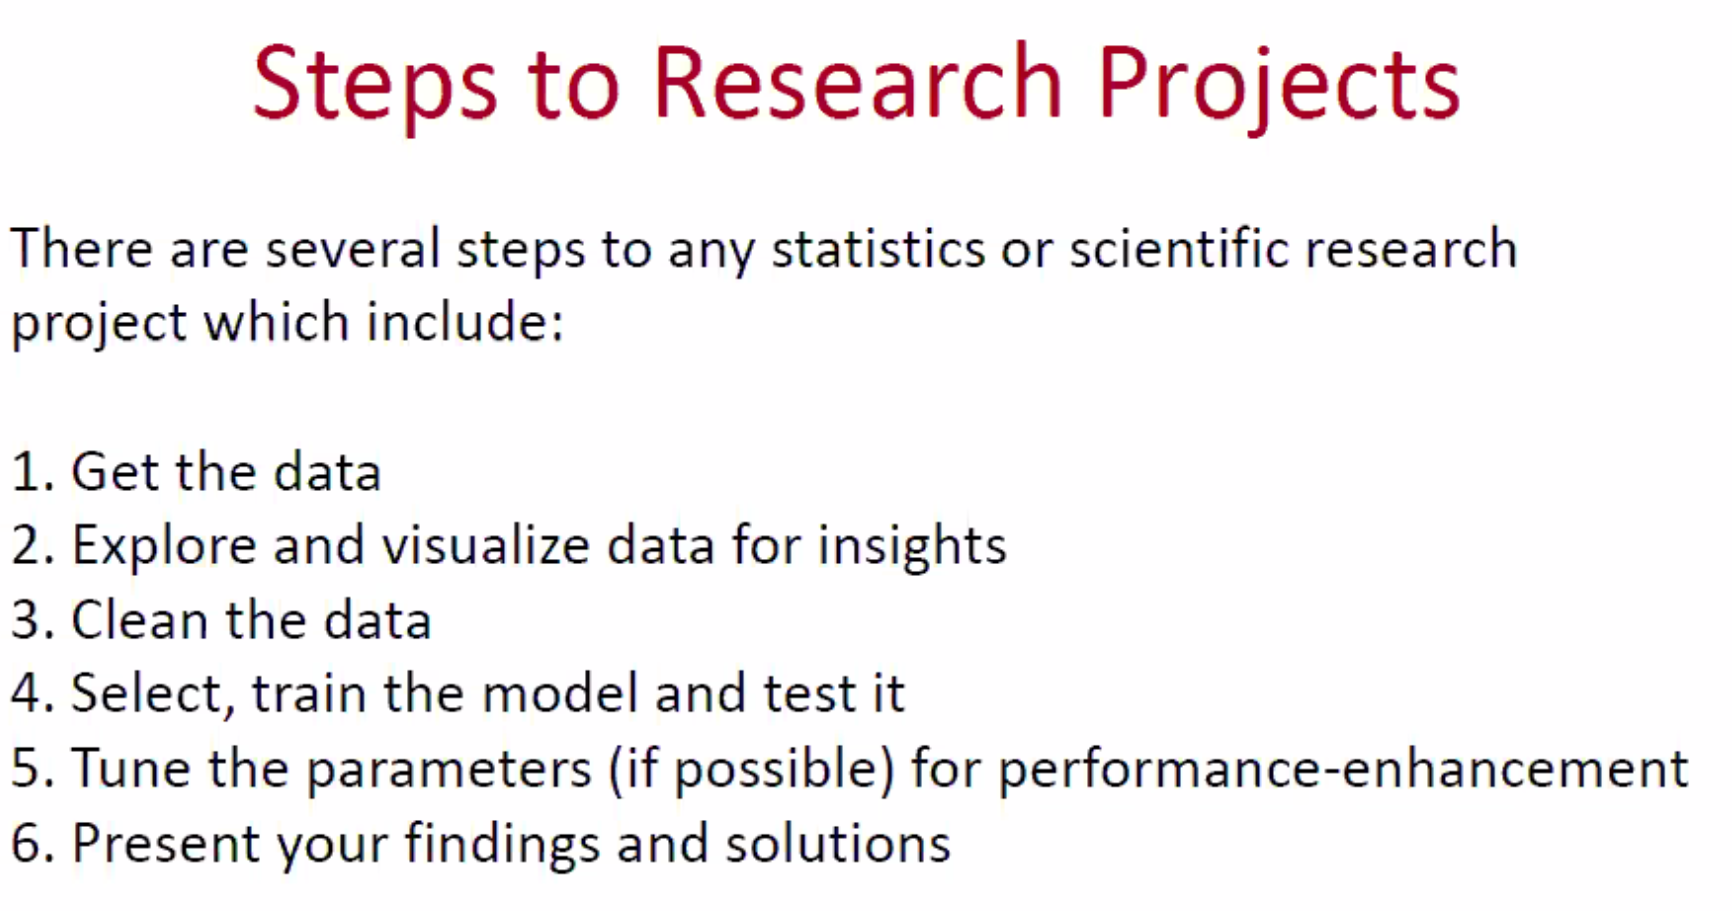 Steps to Research Projects
There are several steps to any statistics or scientific research
project which include:
1. Get the data
2. Explore and visualize data for insights
3. Clean the data
4. Select, train the model and test it
5. Tune the parameters (if possible) for performance-enhancement
6. Present your findings and solutions